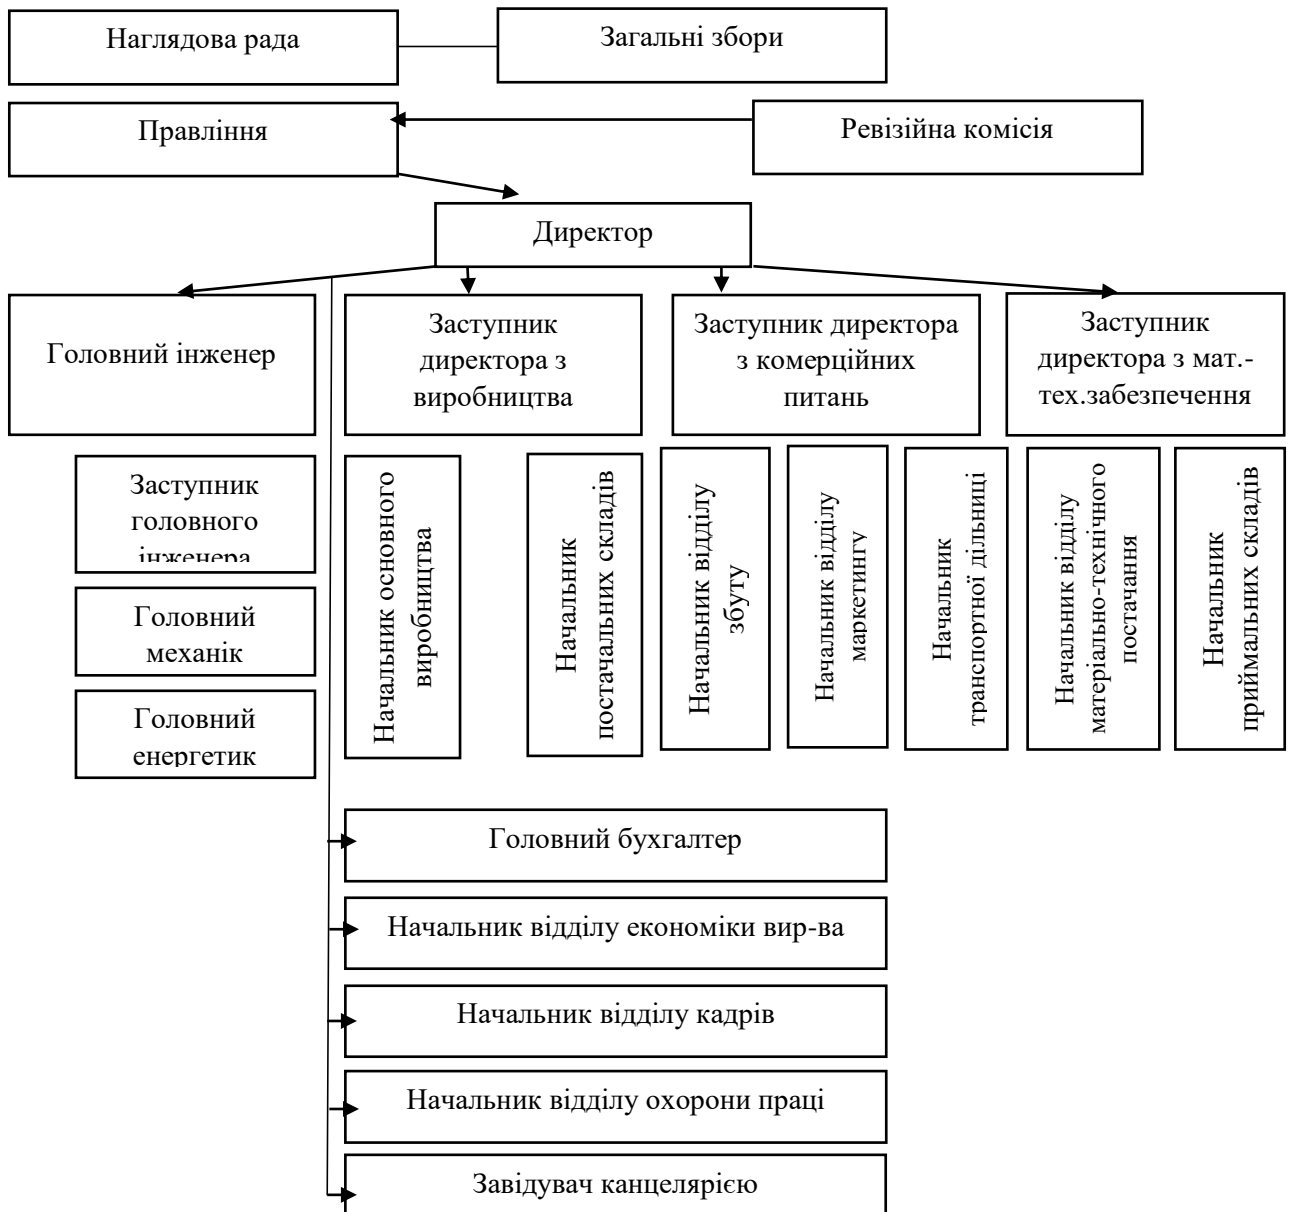 Наглядова рада
Загальні збори
Правління
Ревізійна комісія
Директор
Головний інженер
Заступник
директора з
виробництва
Заступник директора
з комерційних
питань
Заступник
директора з мат.-
тех.забезпечення
Заступник
головного
інженера
Головний
механік
Головний
енергетик
Начальник основного
виробництва
Начальник
постачальних складів
Начальник відділу
збуту
Начальник відділу
маркетингу
Начальник
транспортної дільниці
Начальник відділу
матеріально-технічного
постачання
Начальник
приймальних складів
Головний бухгалтер
Начальник відділу економіки вир-ва
Начальник відділу кадрів
Начальник відділу охорони праці
Завідувач канцелярією